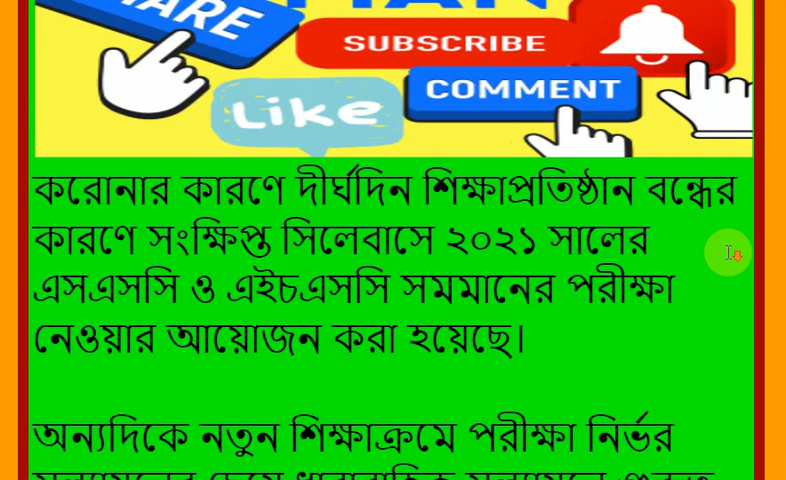 SUBSCRIBE
COMMENT
Like
করোনার কারণে দীর্ঘদিন শিক্ষাপ্রতিষ্ঠান বন্ধের
কারণে সংক্ষিপ্ত সিলেবাসে ২০২১ সালের
এসএসসি ও এইচএসসি সমমানের পরীক্ষা
নেওয়ার আয়োজন করা হয়েছে।
অন্যদিকে নতুন শিক্ষাক্রমে পরীক্ষা নির্ভর